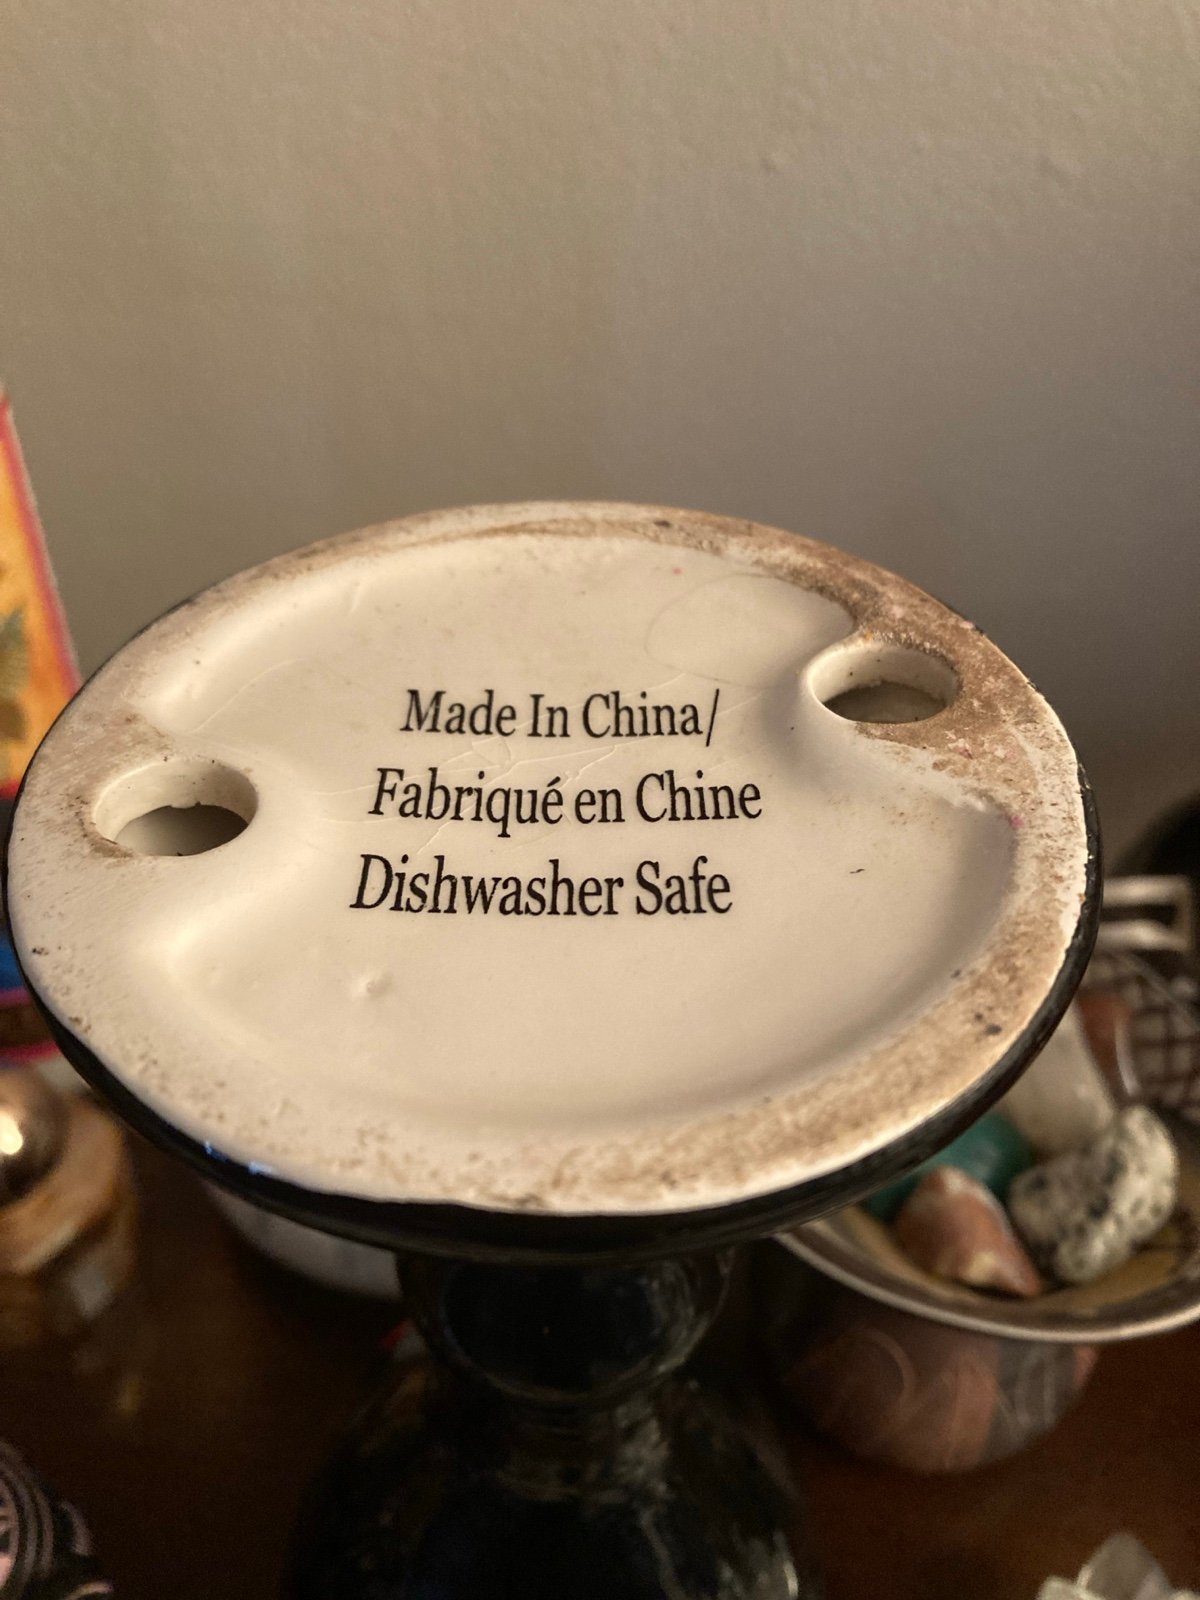 Made In China/
Fabriqué en Chine
Dishwasher Safe